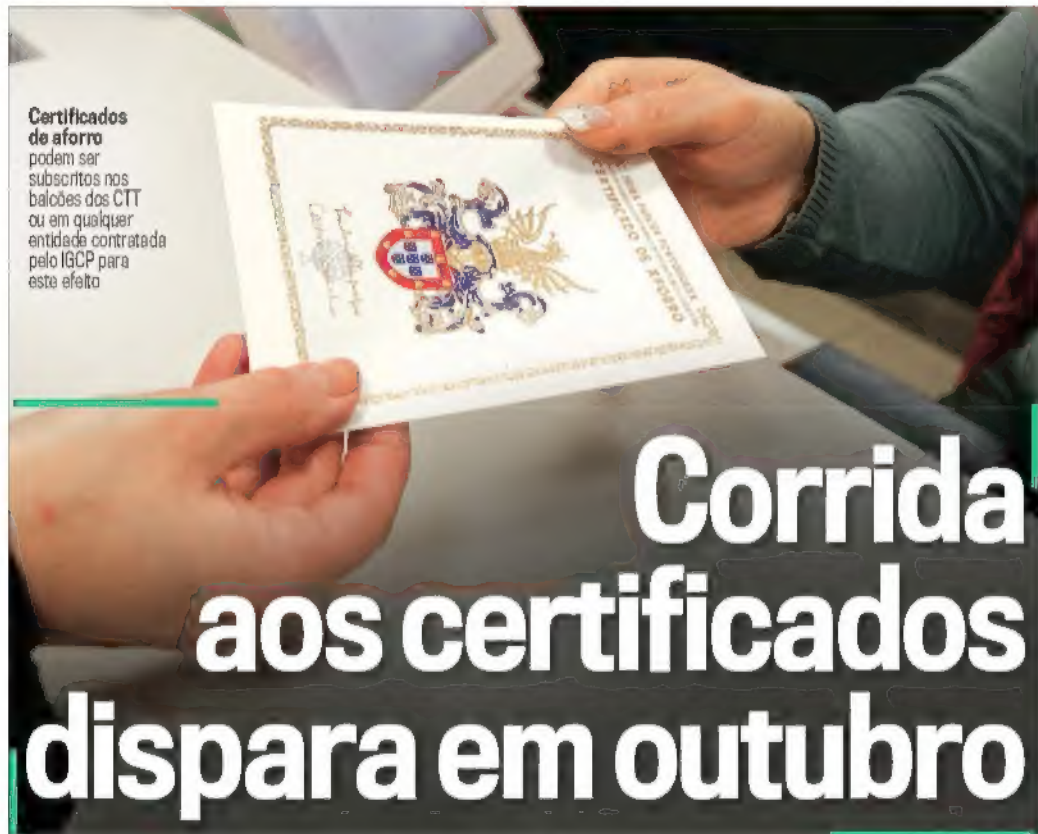 Certificados
de aforro
podem ser
subscritos nos
balcões dos CTT
ou em qualquer
entidade contratada
pelo IGCP para
este efeito
CERTIFICADO DE AFORRO
Corrida
aos certificados
dispara em outubro